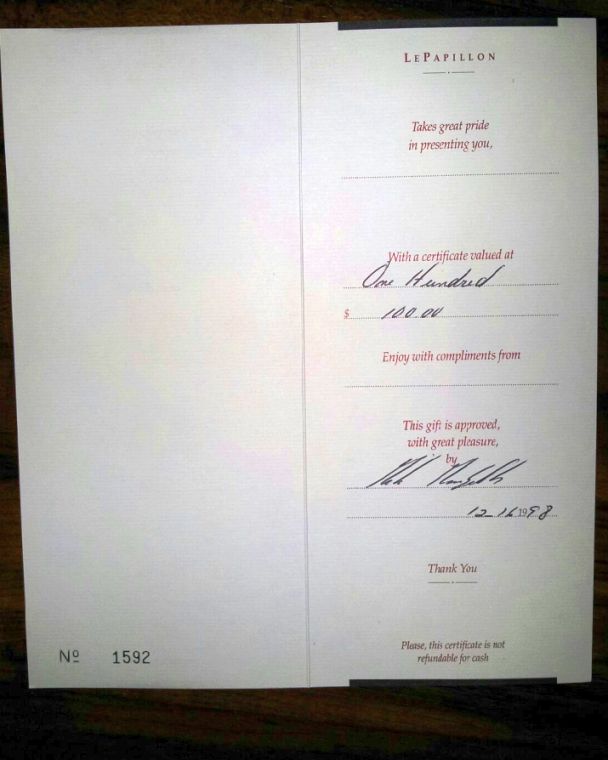 LEPAPILLON
Takes great pride
in presenting you,
With a certificate valued at
One Hundred
$ 100.00
Enjoy with compliments from
This gift is approved,
with great pleasure,
by
12-16 1998
Thank You
Please, this certificate is not
refundable for cash
Nº 1592